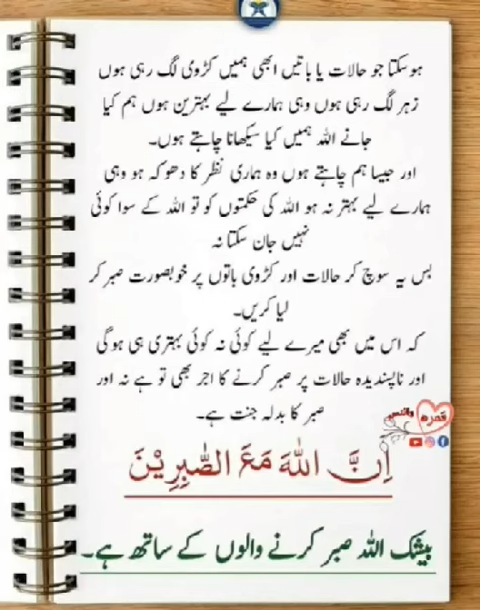 ہو سکتا جو حالات یا باتیں ابھی ہمیں کڑوی لگ رہی ہوں
زہر لگ رہی ہوں وہی ہمارے لیے بہترین ہوں ہم کیا
جانے اللہ ہمیں کیا سیکھانا چاہتے ہوں۔
اور جیسا ہم چاہتے ہوں وہ ہماری نظر کا دھوکہ ہو وہی
ہمارے لیے بہتر نہ ہو اللہ کی حکمتوں کو تو اللہ کے سوا کوئی
نہیں جان سکتا نہ
بس یہ سوچ کر حالات اور کڑوی باتوں پر خوبصورت صبر کر
لیا کریں۔
کہ اس میں بھی میرے لیے کوئی نہ کوئی بہتری ہی ہوگی
اور ناپسندیدہ حالات پر صبر کرنے کا اجر بھی تو ہے نہ اور
صبر کا بدلہ جنت ہے۔
اِنَّ اللّٰہَ مَعَ الصّٰبِرِیْنَ
بیشک اللہ صبر کرنے والوں کے ساتھ ہے۔